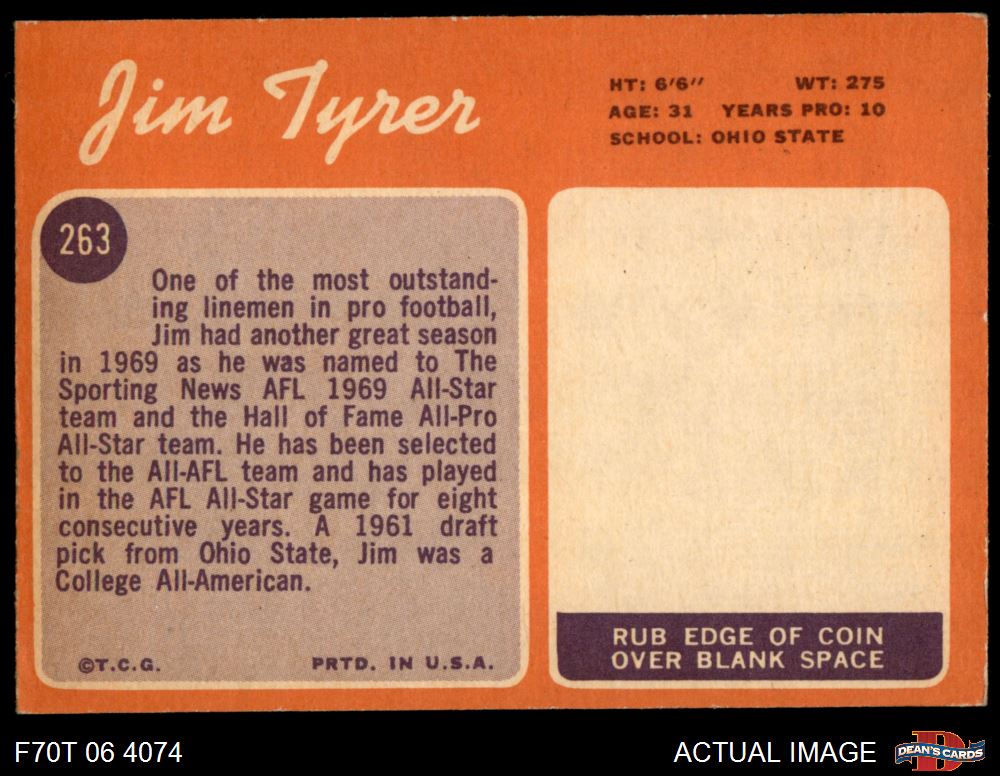 Jim Tyrer
HT: 6'6" WT: 275
AGE: 31 YEARS PRO: 10
SCHOOL: OHIO STATE
263
One of the most outstand-
ing linemen in pro football,
Jim had another great season
in 1969 as he was named to The
Sporting News AFL 1969 All-Star
team and the Hall of Fame All-Pro
All-Star team. He has been selected
to the All-AFL team and has played
in the AFL All-Star game for eight
consecutive years. A 1961 draft
pick from Ohio State, Jim was a
College All-American.
©T.C.G. PRTD. IN U.S.A.
RUB EDGE OF COIN
OVER BLANK SPACE
F70T 06 4074
ACTUAL IMAGE
DEAN'S CARDS